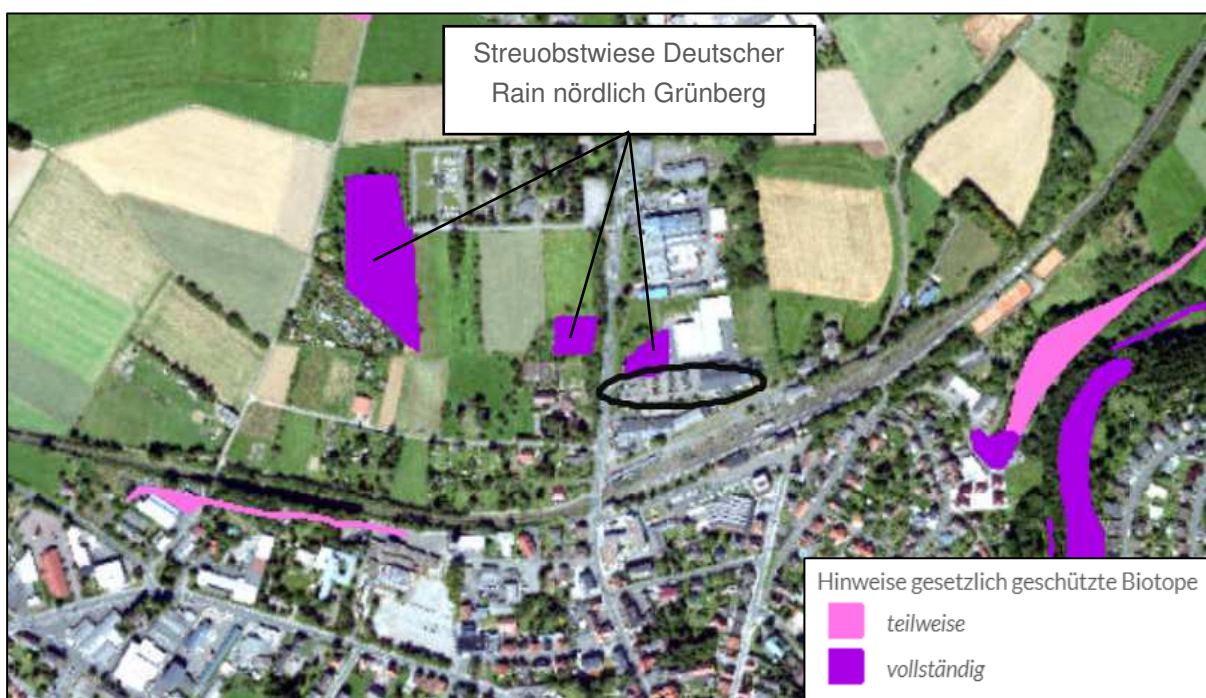 Streuobstwiese Deutscher
Rain nördlich Grünberg
Hinweise gesetzlich geschützte Biotope
teilweise
vollständig